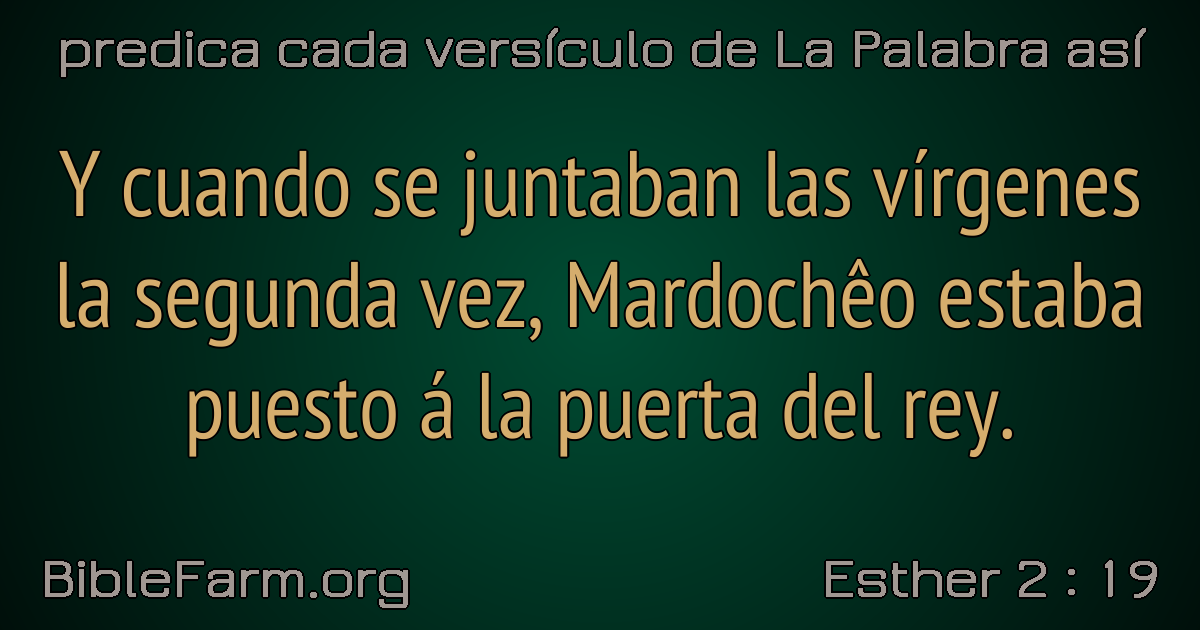 predica cada versículo de La Palabra así
Y cuando se juntaban las vírgenes
la segunda vez, Mardochêo estaba
puesto á la puerta del rey.
BibleFarm.org
Esther 2 : 19